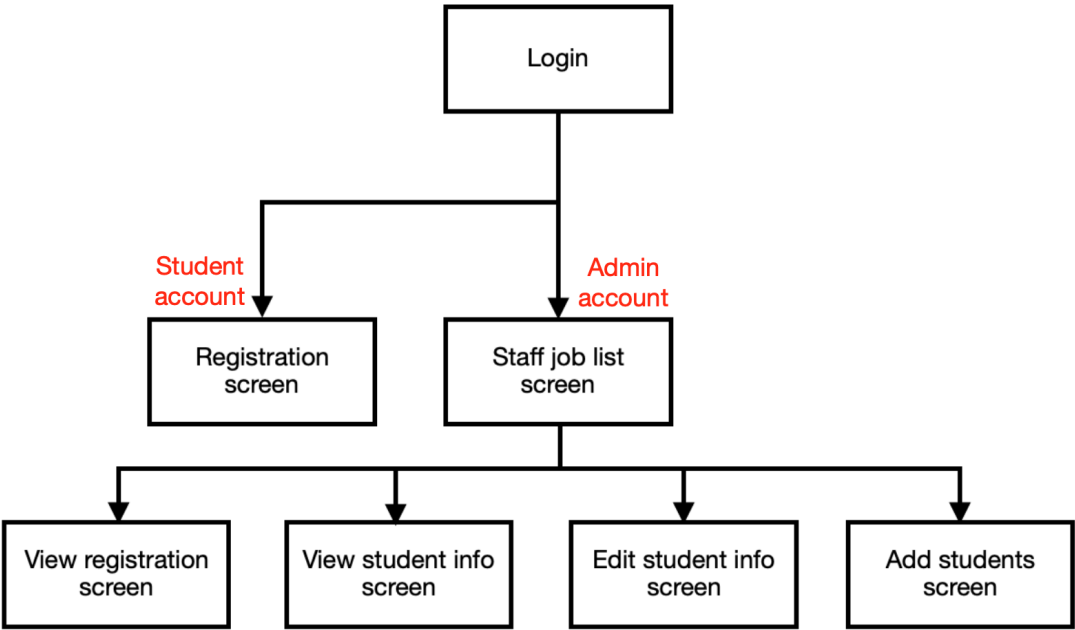 Login
Student
account
Admin
account
Registration
screen
Staff job list
screen
View registration
screen
View student info
screen
Edit student info
screen
Add students
screen